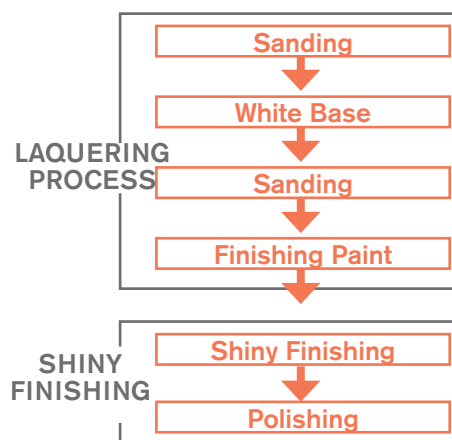 Sanding
White Base
LAQUERING
PROCESS
Sanding
Finishing Paint
Shiny Finishing
SHINY
FINISHING
Polishing